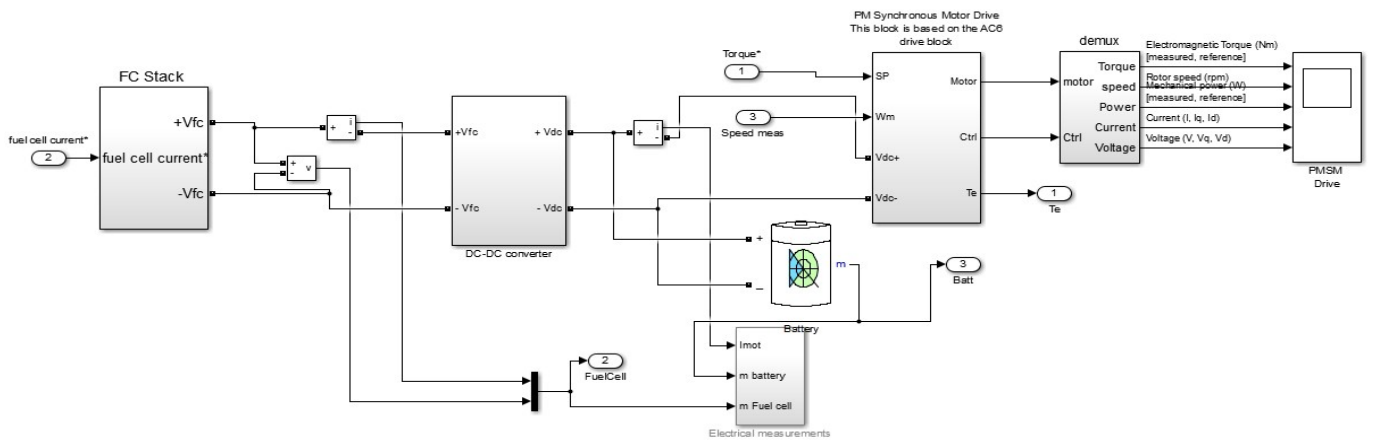 PM Synchronous Motor Drive
This block is based on the AC6
drive block
Torque*
1
SP
Motor
demux
Electromagnetic Torque (Nm)
[measured, reference]
Torque
motor
Rotor speed (rpm)
speed
Mechanical power (W)
[measured, reference]
Power
Current (I, Iq, Id)
Current
Voltage (V, Vq, Vd)
Voltage
Ctrl
PMSM
Drive
FC Stack
+Vfc
fuel cell current*
2
fuel cell current*
-Vfc
i
+
-
+
-
v
+Vfc
+ Vdc
- Vfc
- Vdc
DC-DC converter
i
+
-
3
Speed meas
Wm
Ctrl
Vdc+
Vdc-
Te
1
Te
+
_
m
Battery
3
Batt
Imot
m battery
m Fuel cell
Electrical measurements
2
FuelCell